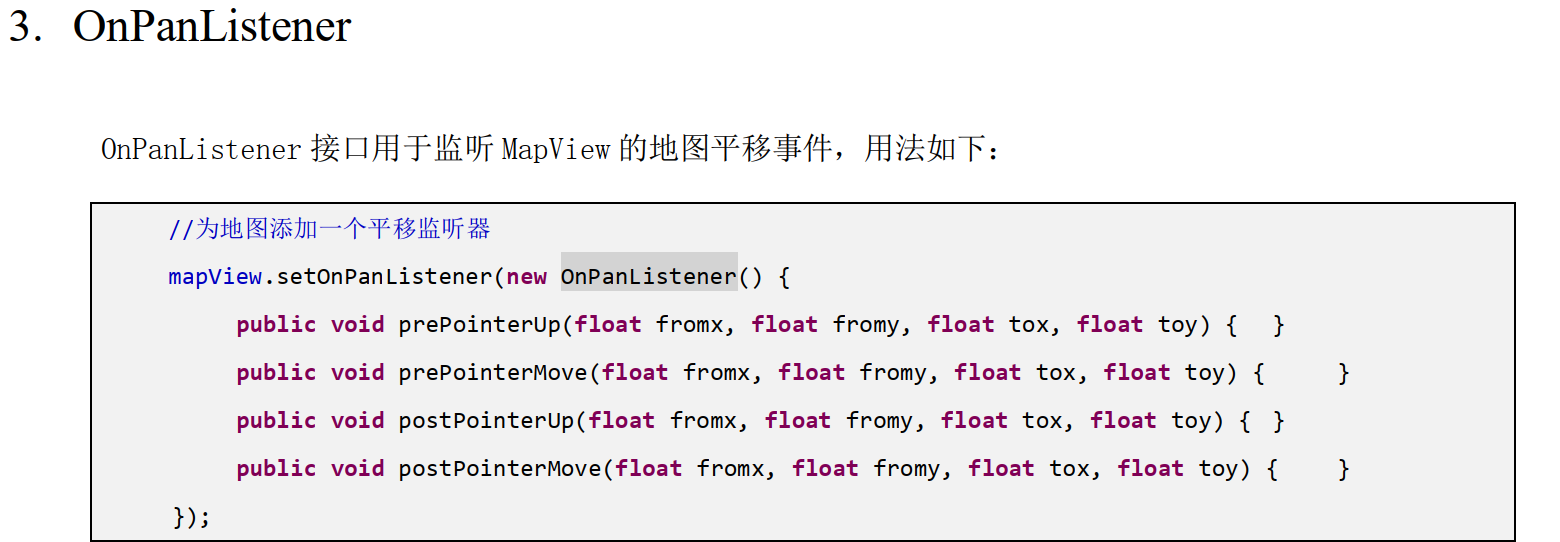 3. OnPanListener
OnPanListener 接口用于监听 MapView 的地图平移事件，用法如下：
//为地图添加一个平移监听器
mapView.setOnPanListener(new OnPanListener() {
public void prePointerUp(float fromx, float fromy, float tox, float toy) { }
public void prePointerMove(float fromx, float fromy, float tox, float toy) { }
public void postPointerUp(float fromx, float fromy, float tox, float toy) { }
public void postPointerMove(float fromx, float fromy, float tox, float toy) { }
});